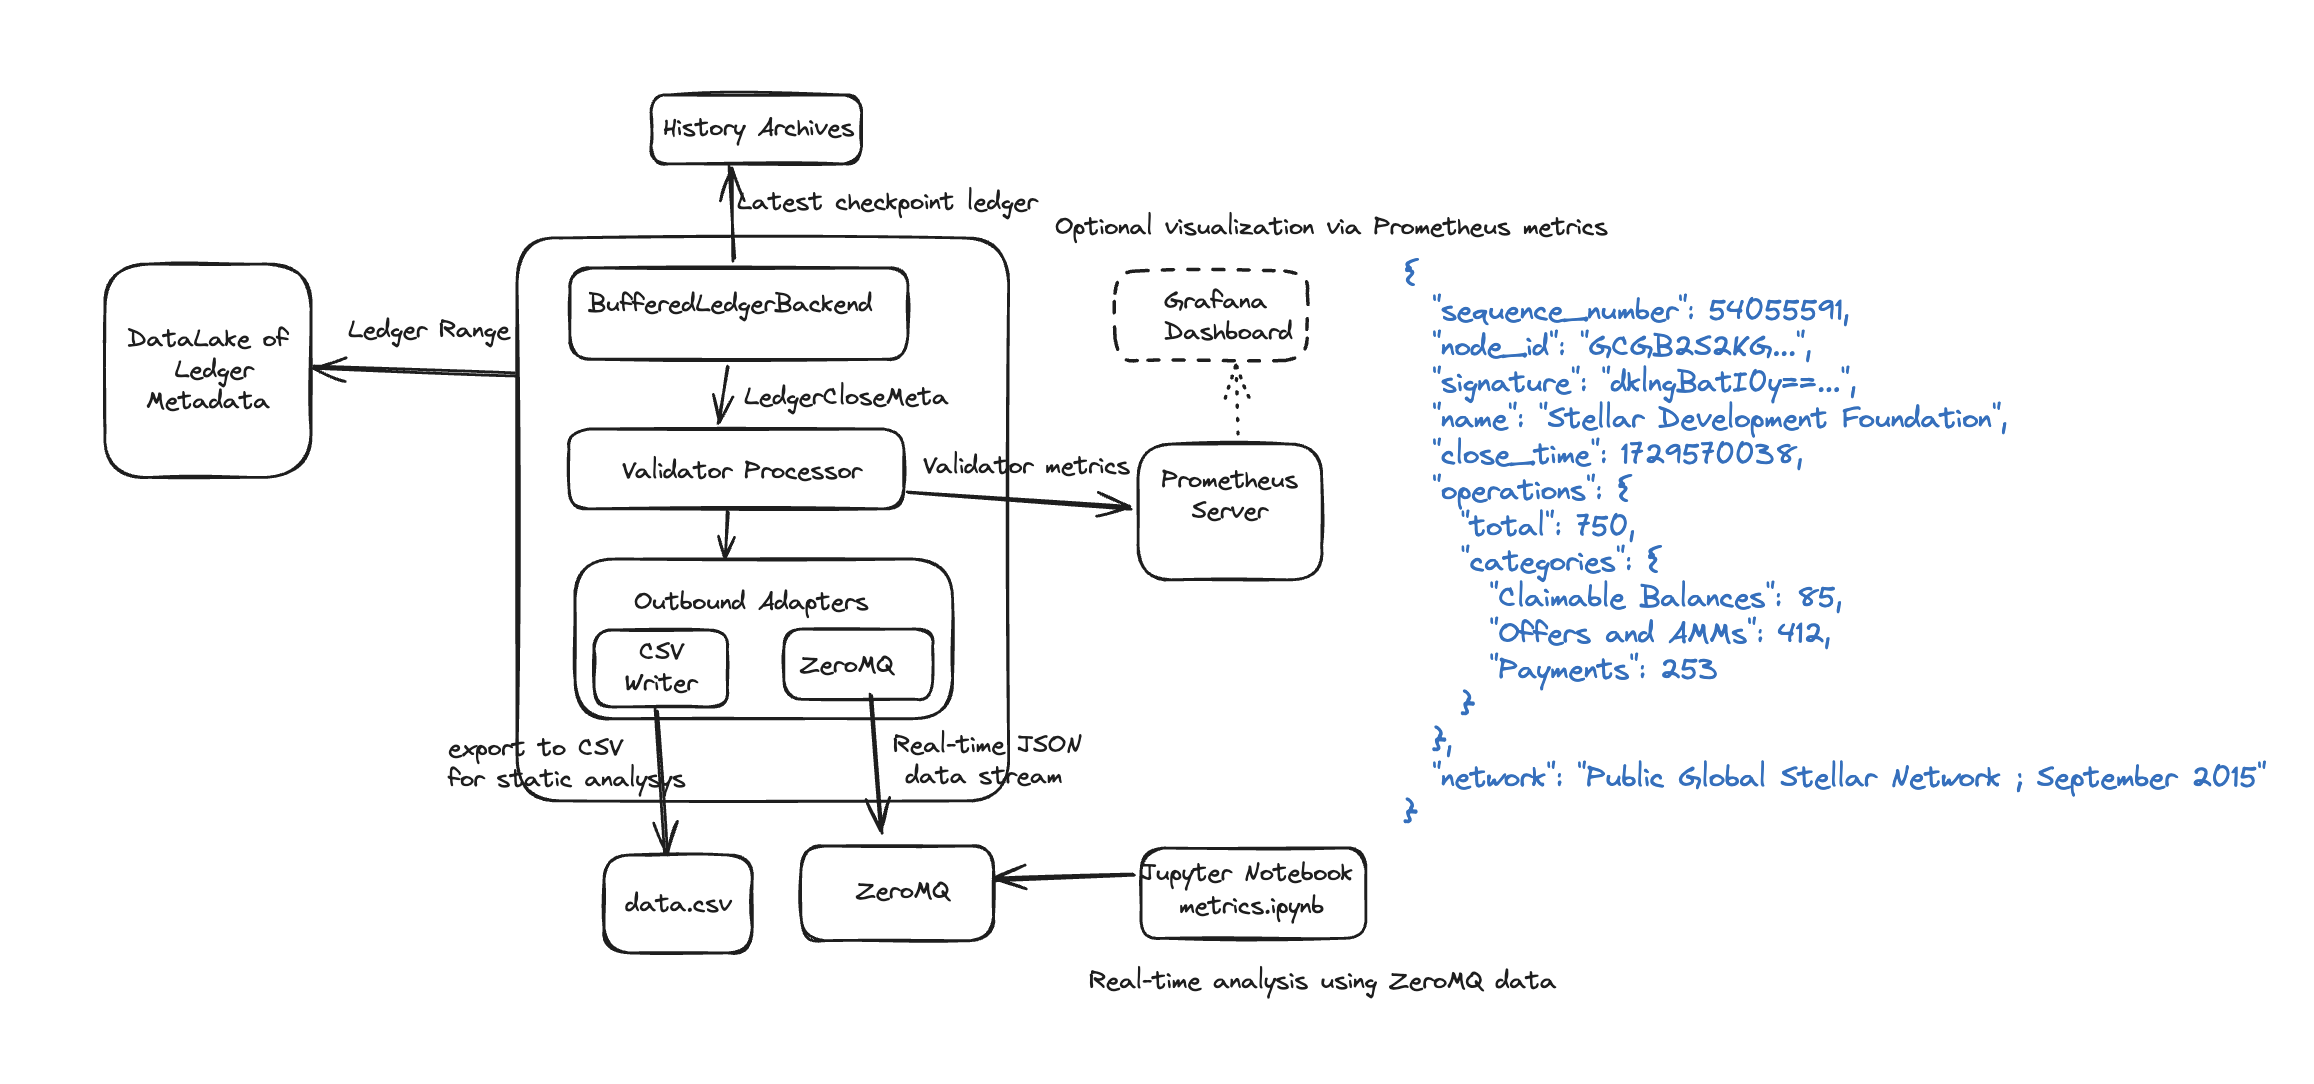 History Archives
Latest checkpoint ledger
Optional visualization via Prometheus metrics
DataLake of
Ledger
Metadata
Ledger Range
BufferedLedgerBackend
LedgerCloseMeta
Validator Processor
Validator metrics
Grafana
Dashboard
Prometheus
Server
Outbound Adapters
CSV
Writer
ZeroMQ
export to CSV
for static analysys
Real-time JSON
data stream
data.csv
ZeroMQ
Jupyter Notebook
metrics.ipynb
Real-time analysis using ZeroMQ data
{
"sequence_number": 54055591,
"node_id": "GCGB2S2KG...",
"signature": "dklngBatIOy==...",
"name": "Stellar Development Foundation",
"close_time": 1729570038,
"operations": {
"total": 750,
"categories": {
"Claimable Balances": 85,
"Offers and AMMs": 412,
"Payments": 253
}
},
"network": "Public Global Stellar Network ; September 2015"
}